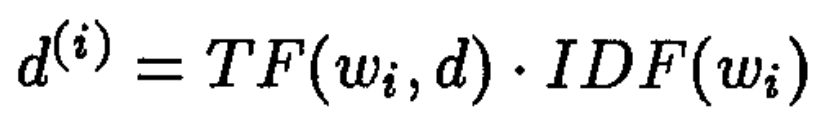 d^{(i)} = TF(w_i, d) · IDF(w_i)